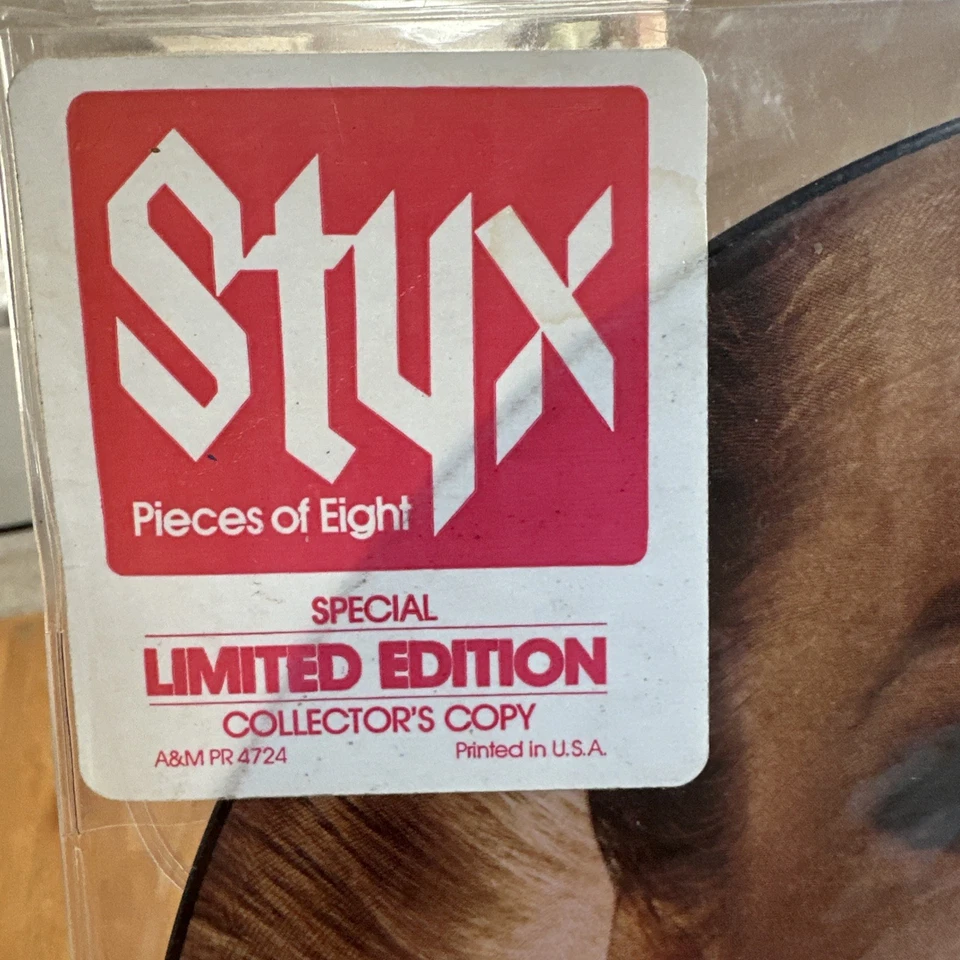 Styx
Pieces of Eight
SPECIAL
LIMITED EDITION
COLLECTOR'S COPY
A&M PR 4724 Printed in U.S.A.